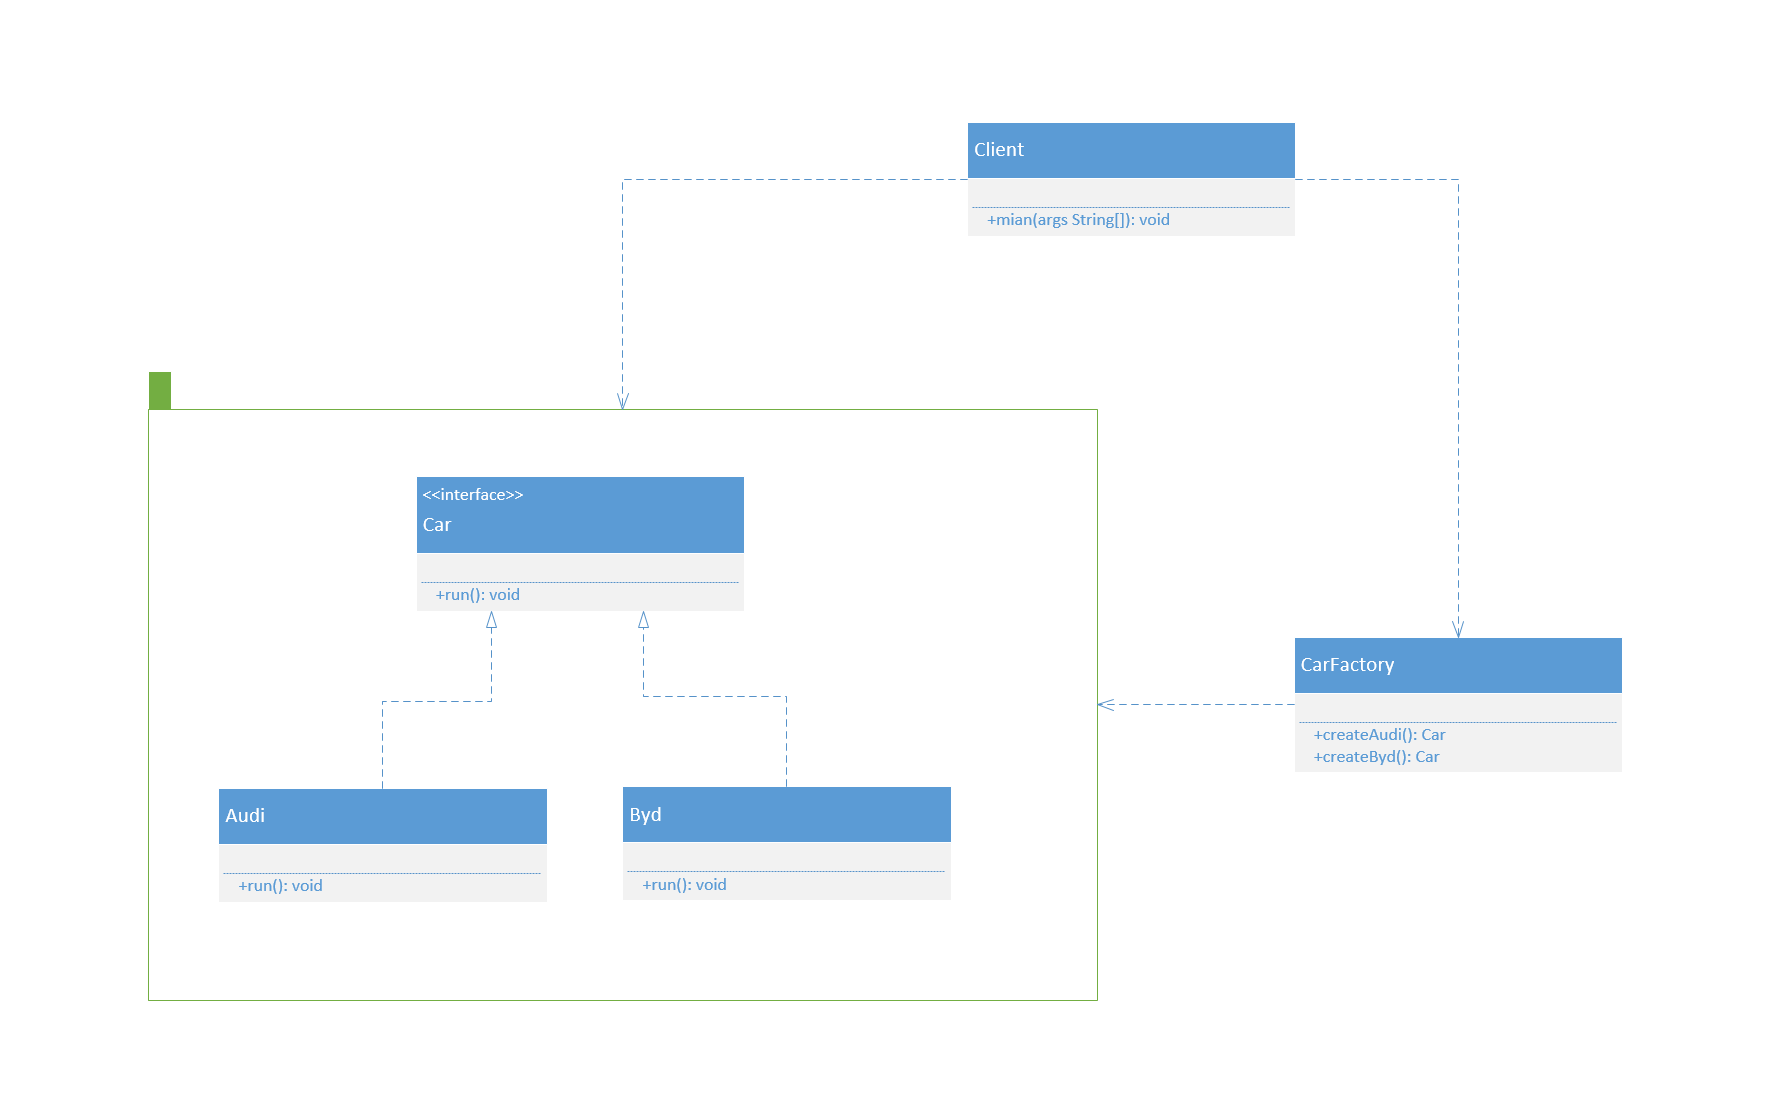 Client
+mian(args String[]): void
<<interface>>
Car
+run(): void
CarFactory
+createAudi(): Car
+createByd(): Car
Audi
+run(): void
Byd
+run(): void